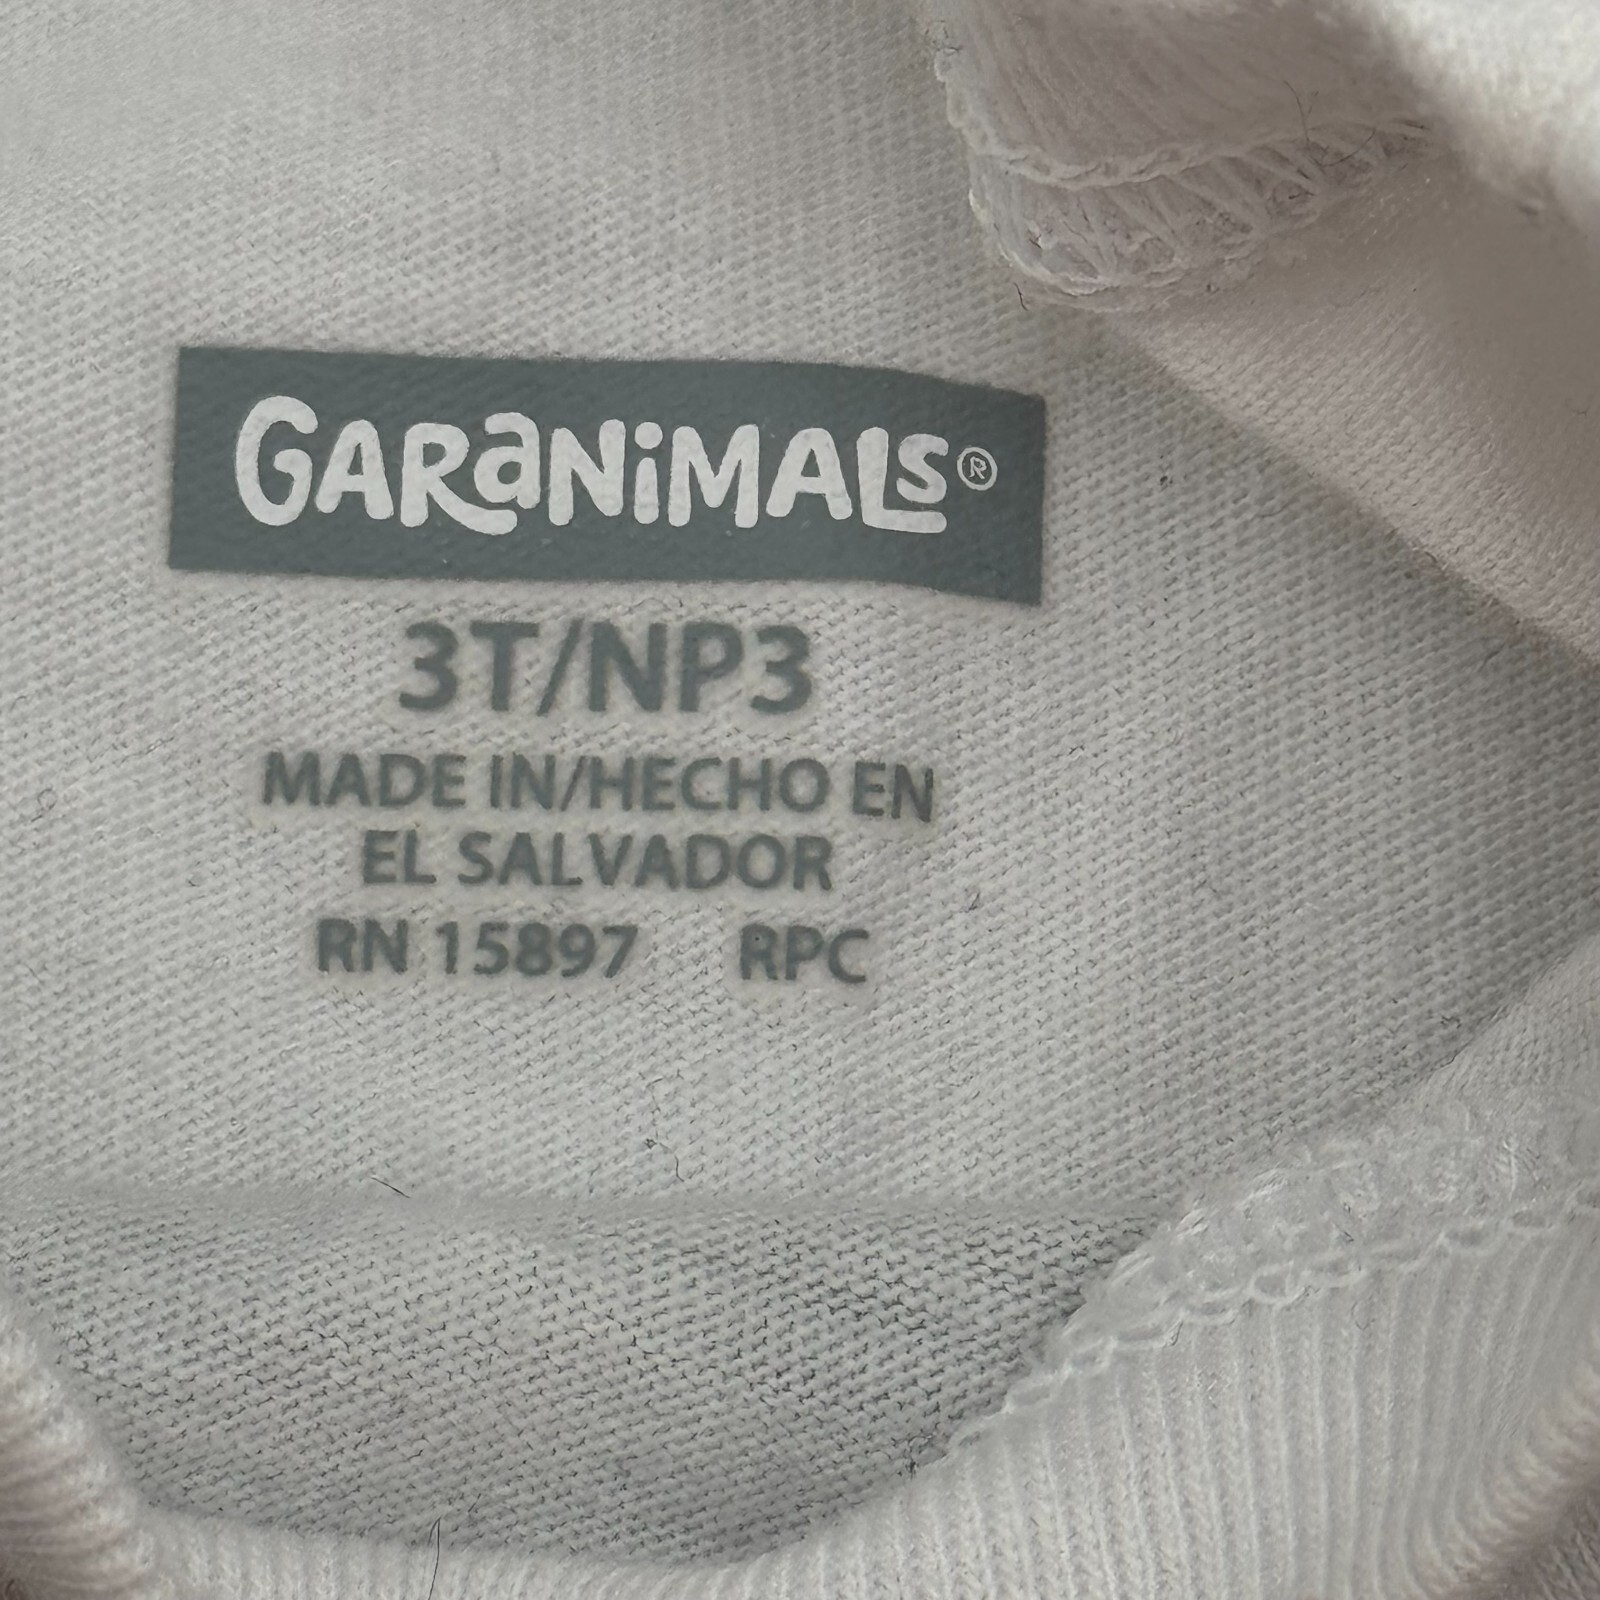 GARaNiMALS®
3T/NP3
MADE IN/HECHO EN
EL SALVADOR
RN 15897 RPC